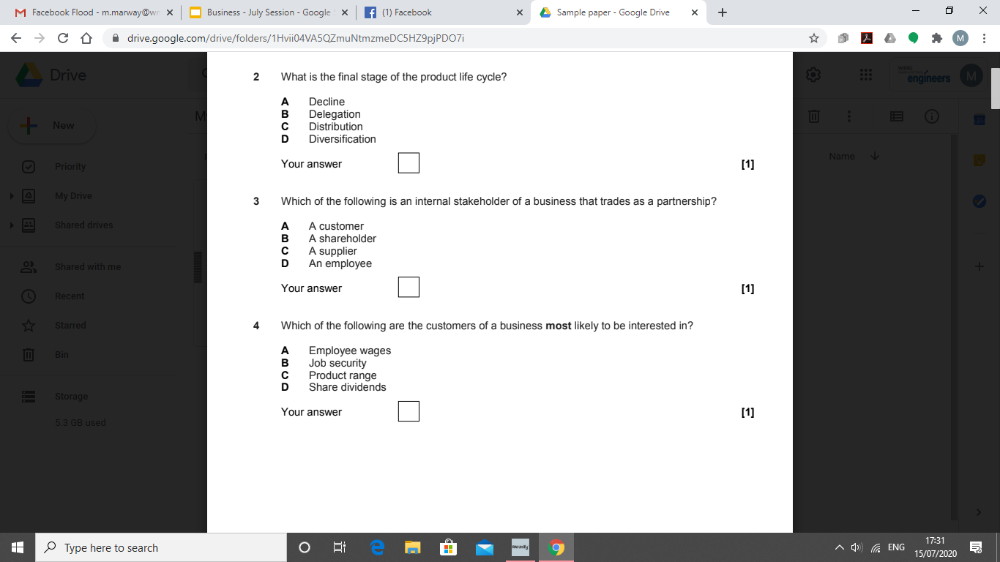 Facebook Flood - m.marway@wm
Business - July Session - Google
(1) Facebook
Sample paper - Google Drive
drive.google.com/drive/folders/1Hvii04VA5QZmuNtmzmeDC5HZ9pjPDO7i
M
Drive
engineers
M
New
Priority
My Drive
Shared drives
Shared with me
Recent
Starred
Bin
Storage
5.3 GB used
M
Name
2 What is the final stage of the product life cycle?
A Decline
B Delegation
C Distribution
D Diversification
Your answer [1]
3 Which of the following is an internal stakeholder of a business that trades as a partnership?
A A customer
B A shareholder
C A supplier
D An employee
Your answer [1]
4 Which of the following are the customers of a business most likely to be interested in?
A Employee wages
B Job security
C Product range
D Share dividends
Your answer [1]
Type here to search
RM Unify
ENG
17:31
15/07/2020